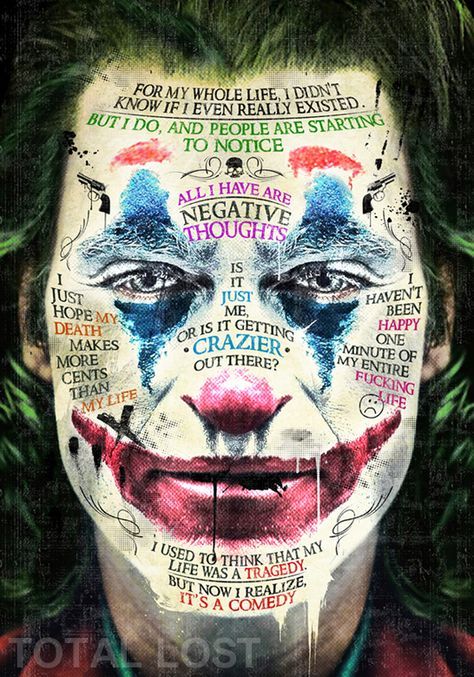 FOR MY WHOLE LIFE, I DIDN'T
KNOW IF I EVEN REALLY EXISTED.
BUT I DO, AND PEOPLE ARE STARTING
TO NOTICE
ALL I HAVE ARE
NEGATIVE
THOUGHTS
IS
IT
JUST
ME,
OR IS IT GETTING
CRAZIER
OUT THERE?
I
JUST
HOPE MY
DEATH
MAKES
MORE
CENTS
THAN
MY LIFE
I
HAVEN'T
BEEN
HAPPY
ONE
MINUTE OF
MY ENTIRE
FUCKING
LIFE
I USED TO THINK THAT MY
LIFE WAS A TRAGEDY.
BUT NOW I REALIZE,
IT'S A COMEDY
TOTAL LOST